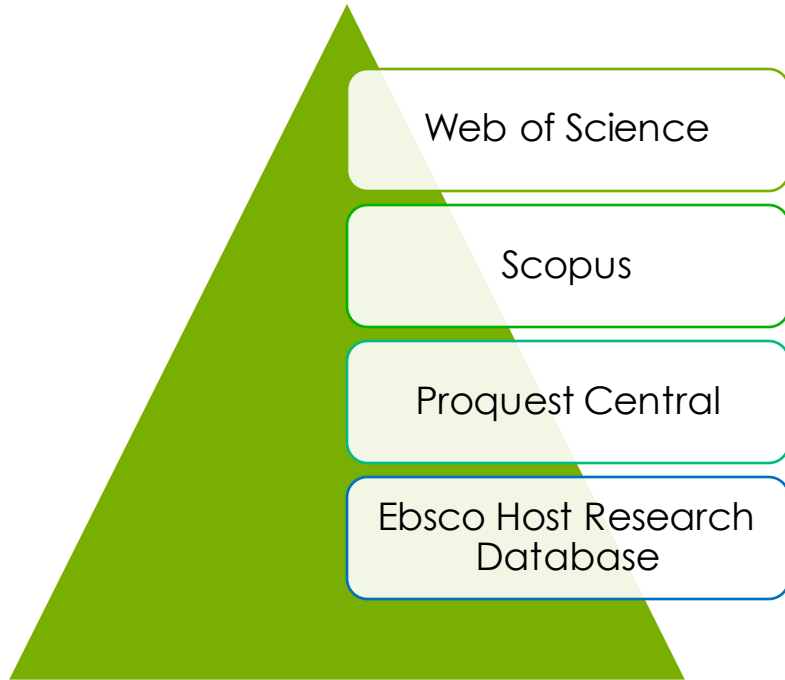 Web of Science
Scopus
Proquest Central
Ebsco Host Research
Database